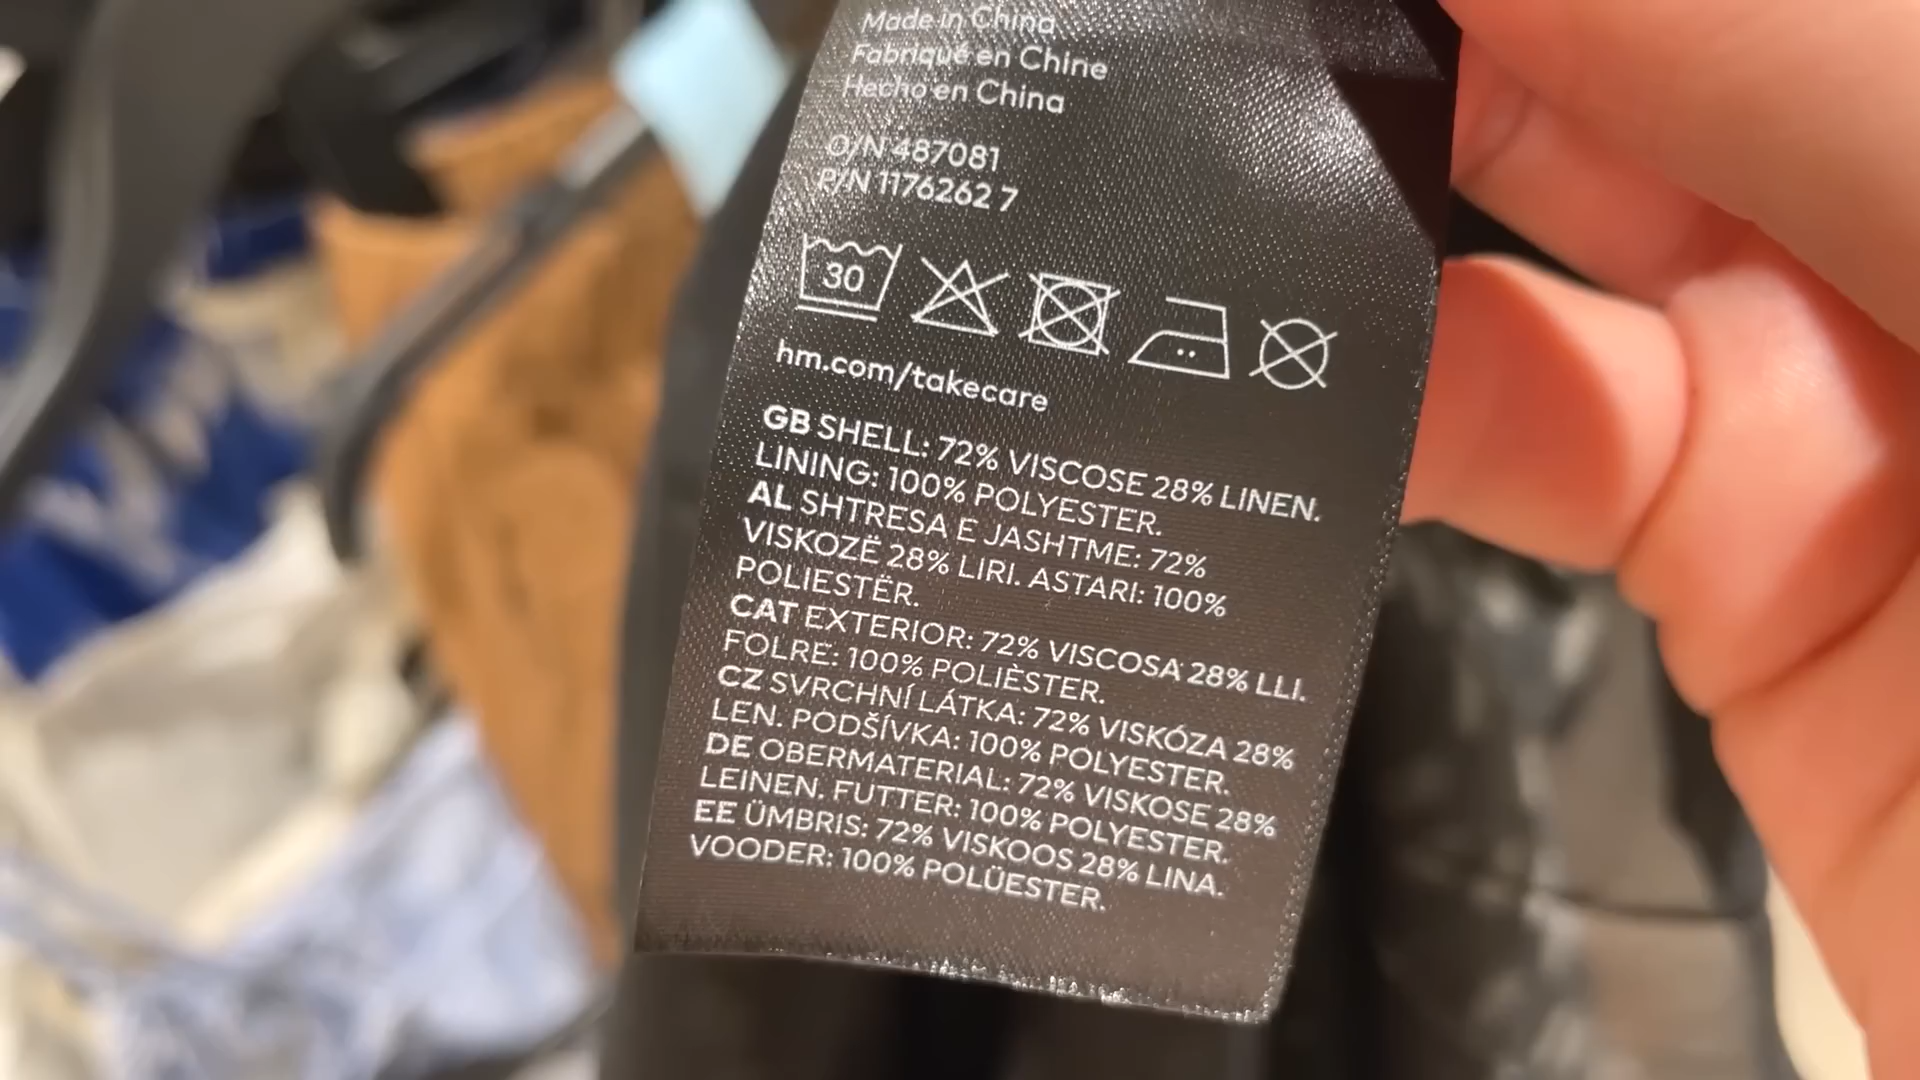 Made in China
Fabriqué en Chine
Hecho en China
O/N 487081
P/N 1176262 7
30
hm.com/takecare
GB SHELL: 72% VISCOSE 28% LINEN.
LINING: 100% POLYESTER.
AL SHTRESA E JASHTME: 72%
VISKOZË 28% LIRI. ASTARI: 100%
POLIESTËR.
CAT EXTERIOR: 72% VISCOSA 28% LLI.
FOLRE: 100% POLIÈSTER.
CZ SVRCHNÍ LÁTKA: 72% VISKÓZA 28%
LEN. PODŠÍVKA: 100% POLYESTER.
DE OBERMATERIAL: 72% VISKOSE 28%
LEINEN. FUTTER: 100% POLYESTER.
EE ÜMBRIS: 72% VISKOOS 28% LINA.
VOODER: 100% POLÜESTER.